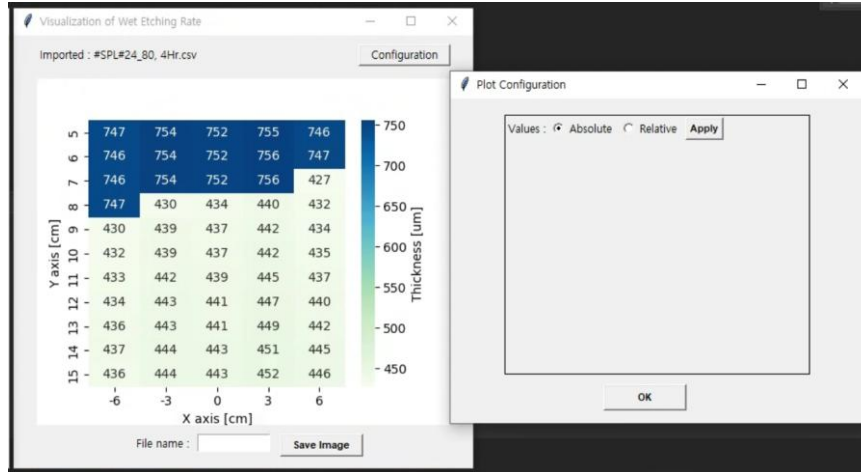 Visualization of Wet Etching Rate
Imported : #SPL#24_80, 4Hr.csv
Configuration
5 747 754 752 755 746
6 746 754 752 756 747
7 746 754 752 756 427
8 747 430 434 440 432
9 430 439 437 442 434
10 432 439 437 442 435
11 433 442 439 445 437
12 434 443 441 447 440
13 436 443 441 449 442
14 437 444 443 451 445
15 436 444 443 452 446
-6 -3 0 3 6
X axis [cm]
Y axis [cm]
750
700
650
600
550
500
450
Thickness [um]
File name :
Save Image
Plot Configuration
Values : Absolute Relative Apply
OK